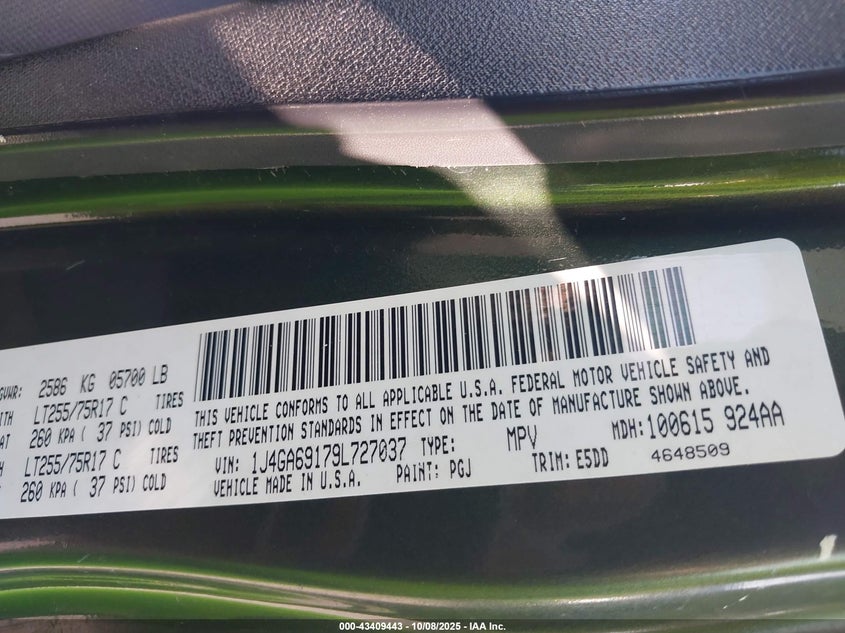 GVWR: 2586 KG 05700 LB
LT255/75R17 C TIRES
260 KPA ( 37 PSI) COLD
LT255/75R17 C TIRES
260 KPA ( 37 PSI) COLD
THIS VEHICLE CONFORMS TO ALL APPLICABLE U.S.A. FEDERAL MOTOR VEHICLE SAFETY AND
THEFT PREVENTION STANDARDS IN EFFECT ON THE DATE OF MANUFACTURE SHOWN ABOVE.
VIN: 1J4GA69179L727037 TYPE: MPV MDH: 100615 924AA
VEHICLE MADE IN U.S.A. PAINT: PGJ TRIM: E5DD 4648509
000-43409443 - 10/08/2025 - IAA Inc.